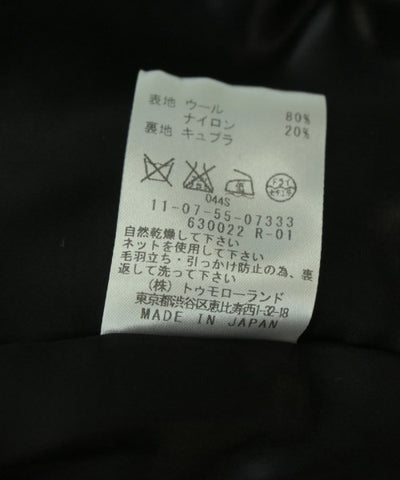 表地 ウール 80%
ナイロン 20%
裏地 キュプラ
044S
11-07-55-07333
630022 R-01
自然乾燥して下さい
ネットを使用して下さい
毛羽立ち・引っかけ防止の為、裏
返して洗って下さい
(株) トゥモローランド
東京都渋谷区恵比寿西1-32-18
MADE IN JAPAN